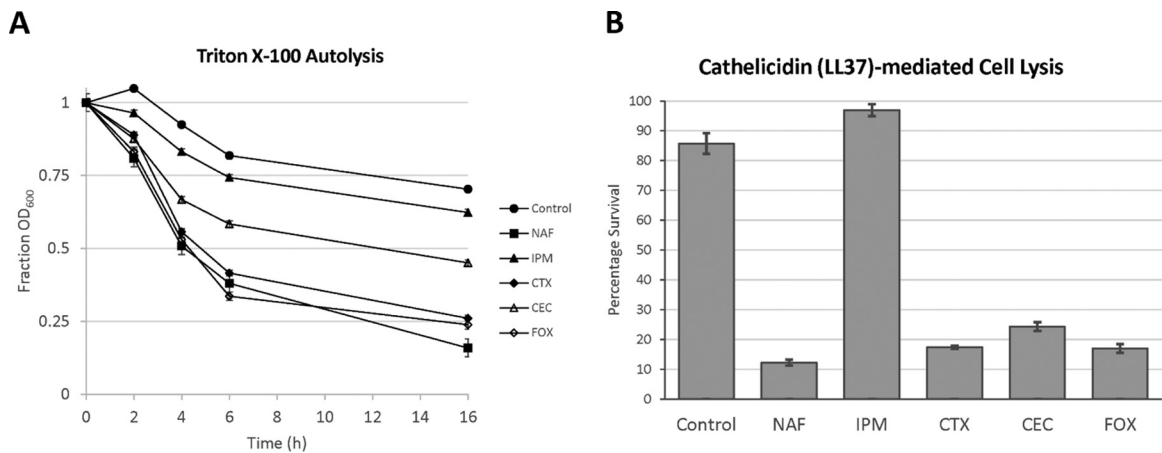 A
Triton X-100 Autolysis
Fraction OD600
1
0.75
0.5
0.25
0
0 2 4 6 8 10 12 14 16
Time (h)
Control
NAF
IPM
CTX
CEC
FOX
B
Cathelicidin (LL37)-mediated Cell Lysis
Percentage Survival
100
90
80
70
60
50
40
30
20
10
0
Control NAF IPM CTX CEC FOX